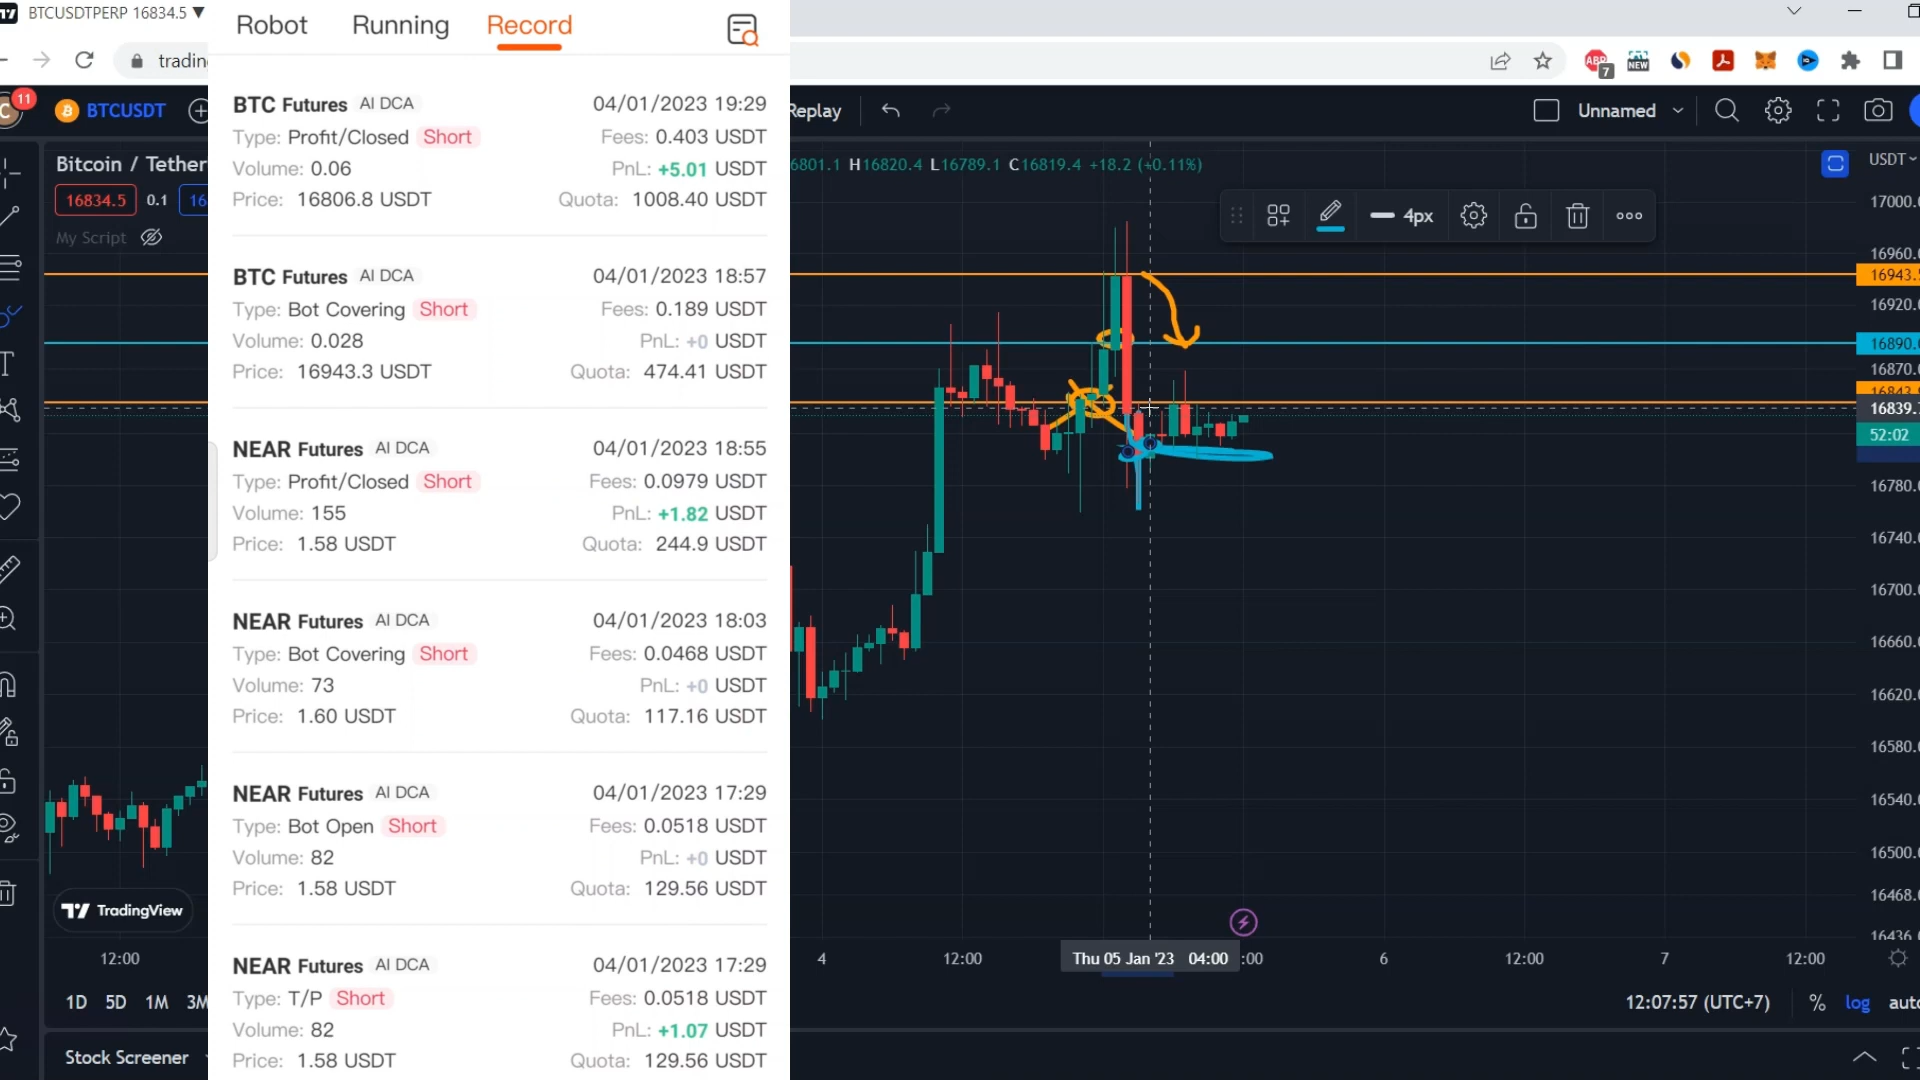 BTCUSDTPERP 16834.5 ▼
tradin
ABP
7
NEW
11
BTCUSDT
Replay
Unnamed
Bitcoin / Tether
6801.1 H16820.4 L16789.1 C16819.4 +18.2 (+0.11%)
USDT
16834.5
0.1
16
My Script
4px
Robot
Running
Record
BTC Futures AI DCA
04/01/2023 19:29
Type: Profit/Closed Short
Fees: 0.403 USDT
Volume: 0.06
PnL: +5.01 USDT
Price: 16806.8 USDT
Quota: 1008.40 USDT
BTC Futures AI DCA
04/01/2023 18:57
Type: Bot Covering Short
Fees: 0.189 USDT
Volume: 0.028
PnL: +0 USDT
Price: 16943.3 USDT
Quota: 474.41 USDT
NEAR Futures AI DCA
04/01/2023 18:55
Type: Profit/Closed Short
Fees: 0.0979 USDT
Volume: 155
PnL: +1.82 USDT
Price: 1.58 USDT
Quota: 244.9 USDT
NEAR Futures AI DCA
04/01/2023 18:03
Type: Bot Covering Short
Fees: 0.0468 USDT
Volume: 73
PnL: +0 USDT
Price: 1.60 USDT
Quota: 117.16 USDT
NEAR Futures AI DCA
04/01/2023 17:29
Type: Bot Open Short
Fees: 0.0518 USDT
Volume: 82
PnL: +0 USDT
Price: 1.58 USDT
Quota: 129.56 USDT
NEAR Futures AI DCA
04/01/2023 17:29
Type: T/P Short
Fees: 0.0518 USDT
Volume: 82
PnL: +1.07 USDT
Price: 1.58 USDT
Quota: 129.56 USDT
17000.
16960.
16943.
16920.
16890.
16870.
16839.
52:02
16780.
16740.
16700.
16660.
16620.
16580.
16540.
16500.
16468.
16436
TradingView
12:00
4
12:00
Thu 05 Jan '23 04:00
:00
6
12:00
7
12:00
1D 5D 1M 3M
12:07:57 (UTC+7)
%
log
auto
Stock Screener